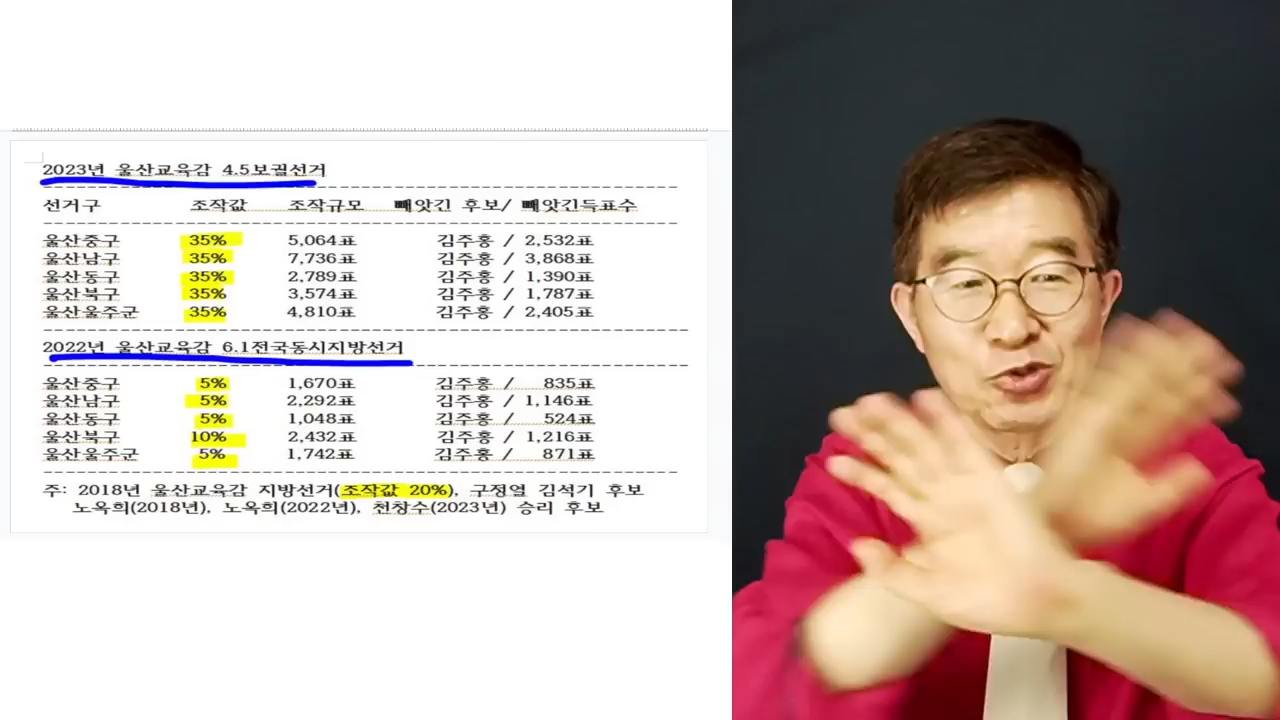 2023년 울산교육감 4.5보궐선거
선거구 조작값 조작규모 빼앗긴 후보/ 빼앗긴득표수
울산중구 35% 5,064표 김주홍 / 2,532표
울산남구 35% 7,736표 김주홍 / 3,868표
울산동구 35% 2,789표 김주홍 / 1,390표
울산북구 35% 3,574표 김주홍 / 1,787표
울산울주군 35% 4,810표 김주홍 / 2,405표
2022년 울산교육감 6.1전국동시지방선거
울산중구 5% 1,670표 김주홍 / 835표
울산남구 5% 2,292표 김주홍 / 1,146표
울산동구 5% 1,048표 김주홍 / 524표
울산북구 10% 2,432표 김주홍 / 1,216표
울산울주군 5% 1,742표 김주홍 / 871표
주: 2018년 울산교육감 지방선거(조작값 20%), 구정열 김석기 후보
노옥희(2018년), 노옥희(2022년), 천창수(2023년) 승리 후보